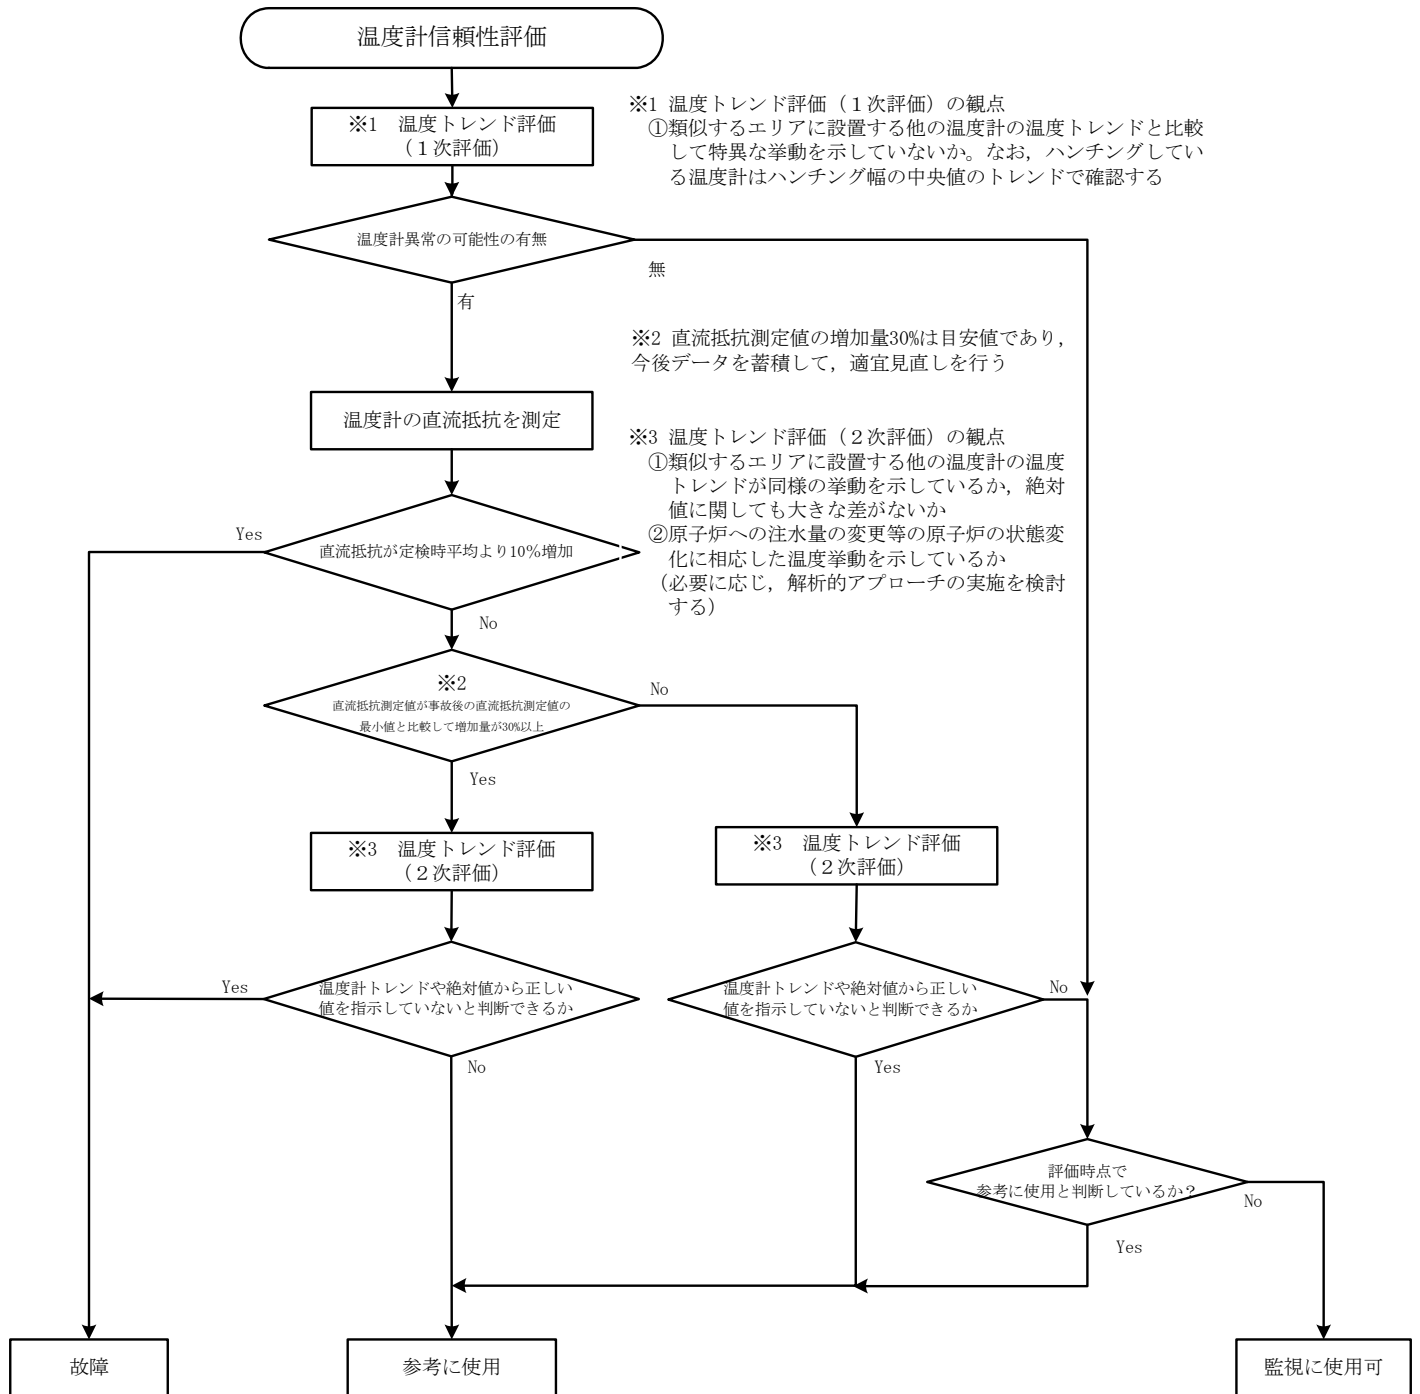 温度計信頼性評価
※1　温度トレンド評価
（１次評価）
※1 温度トレンド評価（１次評価）の観点
①類似するエリアに設置する他の温度計の温度トレンドと比較
して特異な挙動を示していないか。なお，ハンチングしてい
る温度計はハンチング幅の中央値のトレンドで確認する
温度計異常の可能性の有無
無
有
※2 直流抵抗測定値の増加量30%は目安値であり，
今後データを蓄積して，適宜見直しを行う
温度計の直流抵抗を測定
※3 温度トレンド評価（２次評価）の観点
①類似するエリアに設置する他の温度計の温度
トレンドが同様の挙動を示しているか，絶対
値に関しても大きな差がないか
②原子炉への注水量の変更等の原子炉の状態変
化に相応した温度挙動を示しているか
（必要に応じ，解析的アプローチの実施を検討
する）
Yes
直流抵抗が定検時平均より10%増加
No
※2
直流抵抗測定値が事故後の直流抵抗測定値の
最小値と比較して増加量が30%以上
No
Yes
※3　温度トレンド評価
（２次評価）
※3　温度トレンド評価
（２次評価）
Yes
温度計トレンドや絶対値から正しい
値を指示していないと判断できるか
No
温度計トレンドや絶対値から正しい
値を指示していないと判断できるか
No
Yes
評価時点で
参考に使用と判断しているか？
No
Yes
故障
参考に使用
監視に使用可